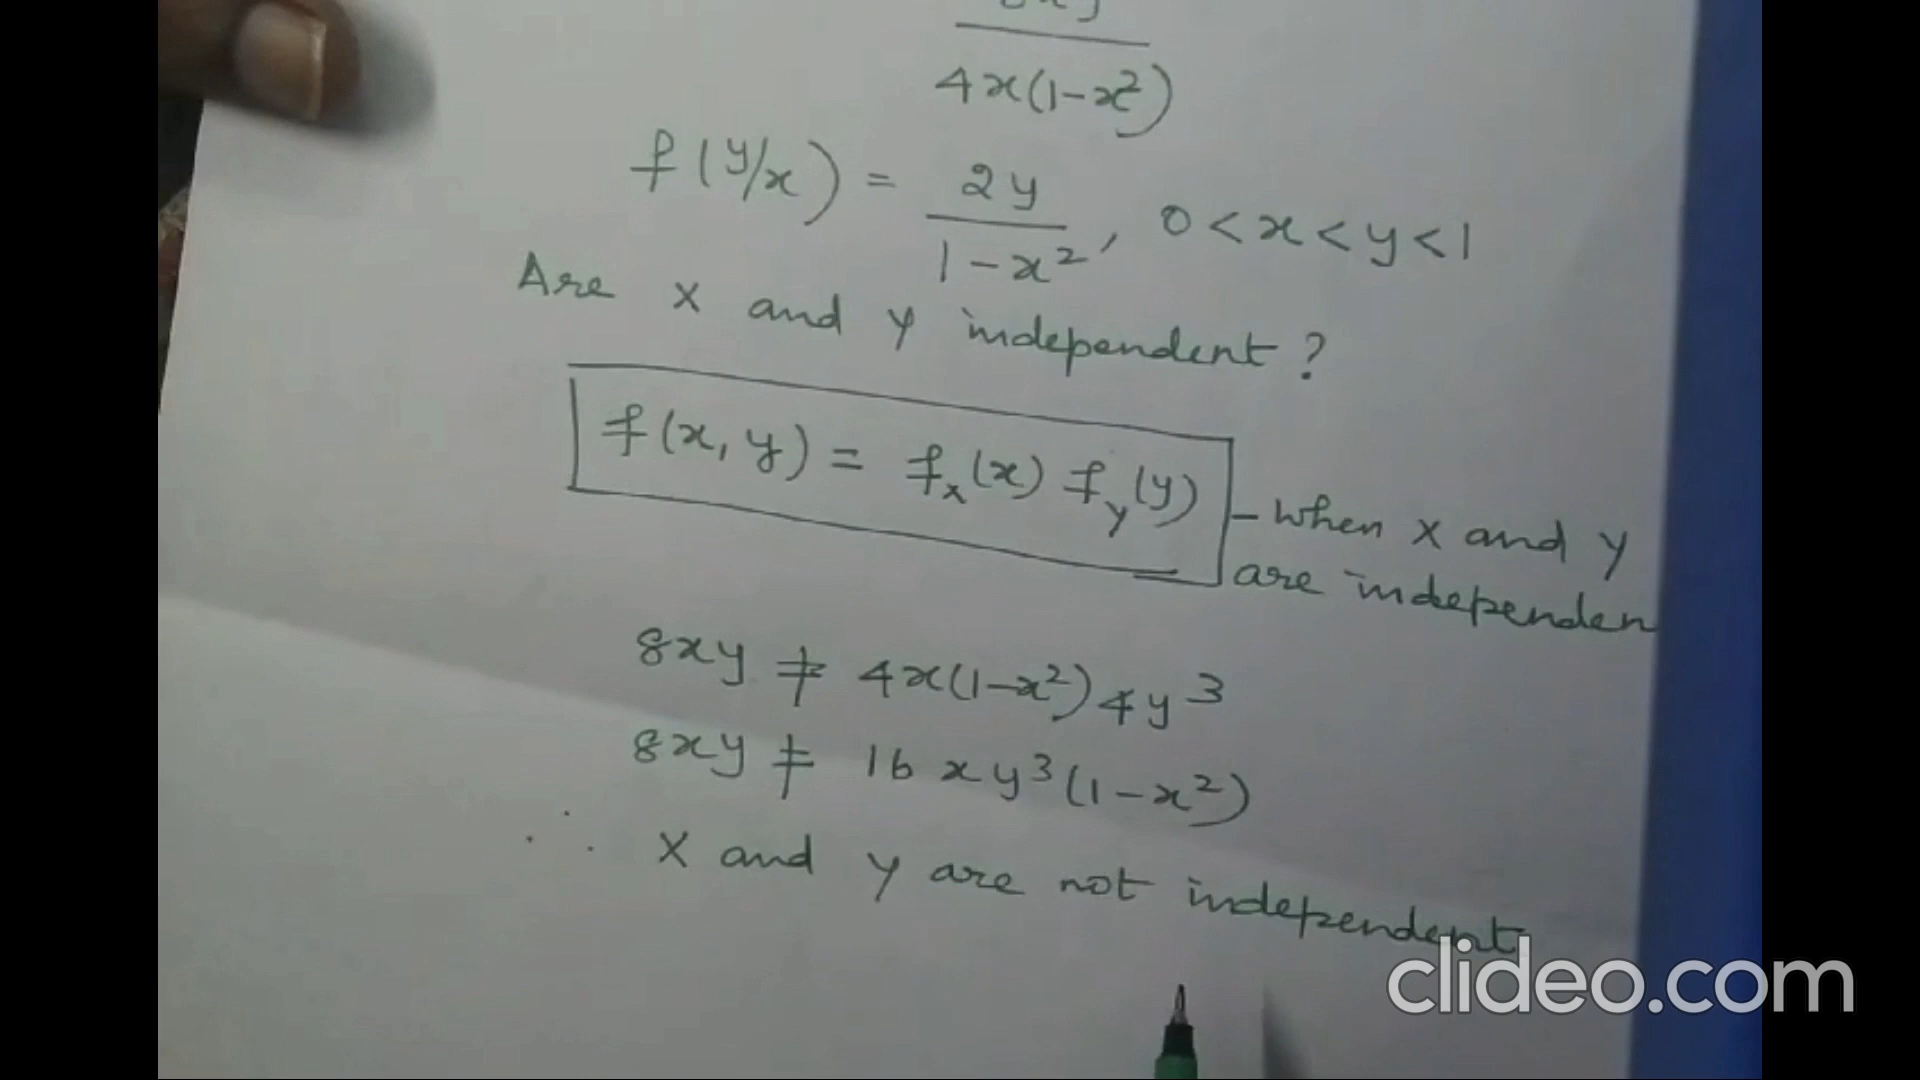 4x(1-x²)
f(y/x) = 2y / 1-x², 0<x<y<1
Are X and Y independent?
f(x, y) = fₓ(x) f_Y(y) - when X and Y
are independen
8xy ≠ 4x(1-x²) 4y³
8xy ≠ 16 xy³(1-x²)
∴ X and Y are not independent
clideo.com